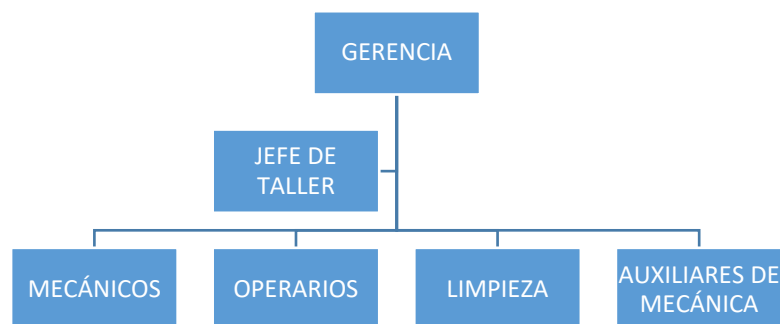 GERENCIA
JEFE DE
TALLER
MECÁNICOS
OPERARIOS
LIMPIEZA
AUXILIARES DE
MECÁNICA